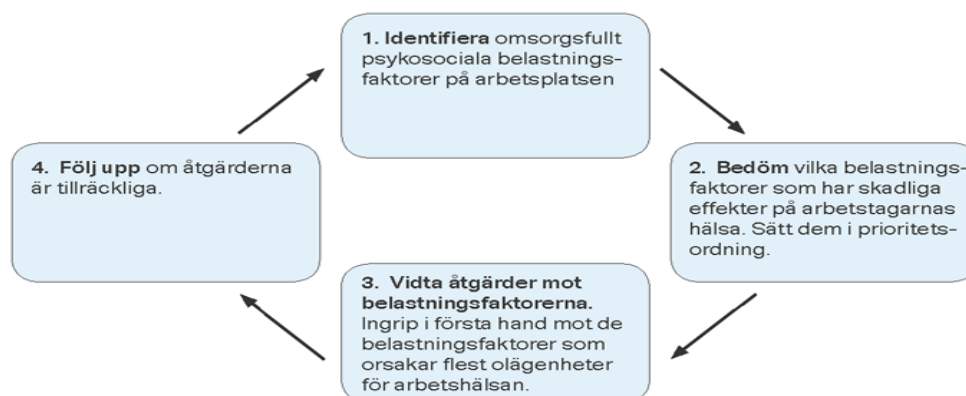 1. Identifiera omsorgsfullt
psykosociala belastnings-
faktorer på arbetsplatsen
2. Bedöm vilka belastnings-
faktorer som har skadliga
effekter på arbetstagarnas
hälsa. Sätt dem i prioritets-
ordning.
3. Vidta åtgärder mot
belastningsfaktorerna.
Ingrip i första hand mot de
belastningsfaktorer som
orsakar flest olägenheter
för arbetshälsan.
4. Följ upp om åtgärderna
är tillräckliga.